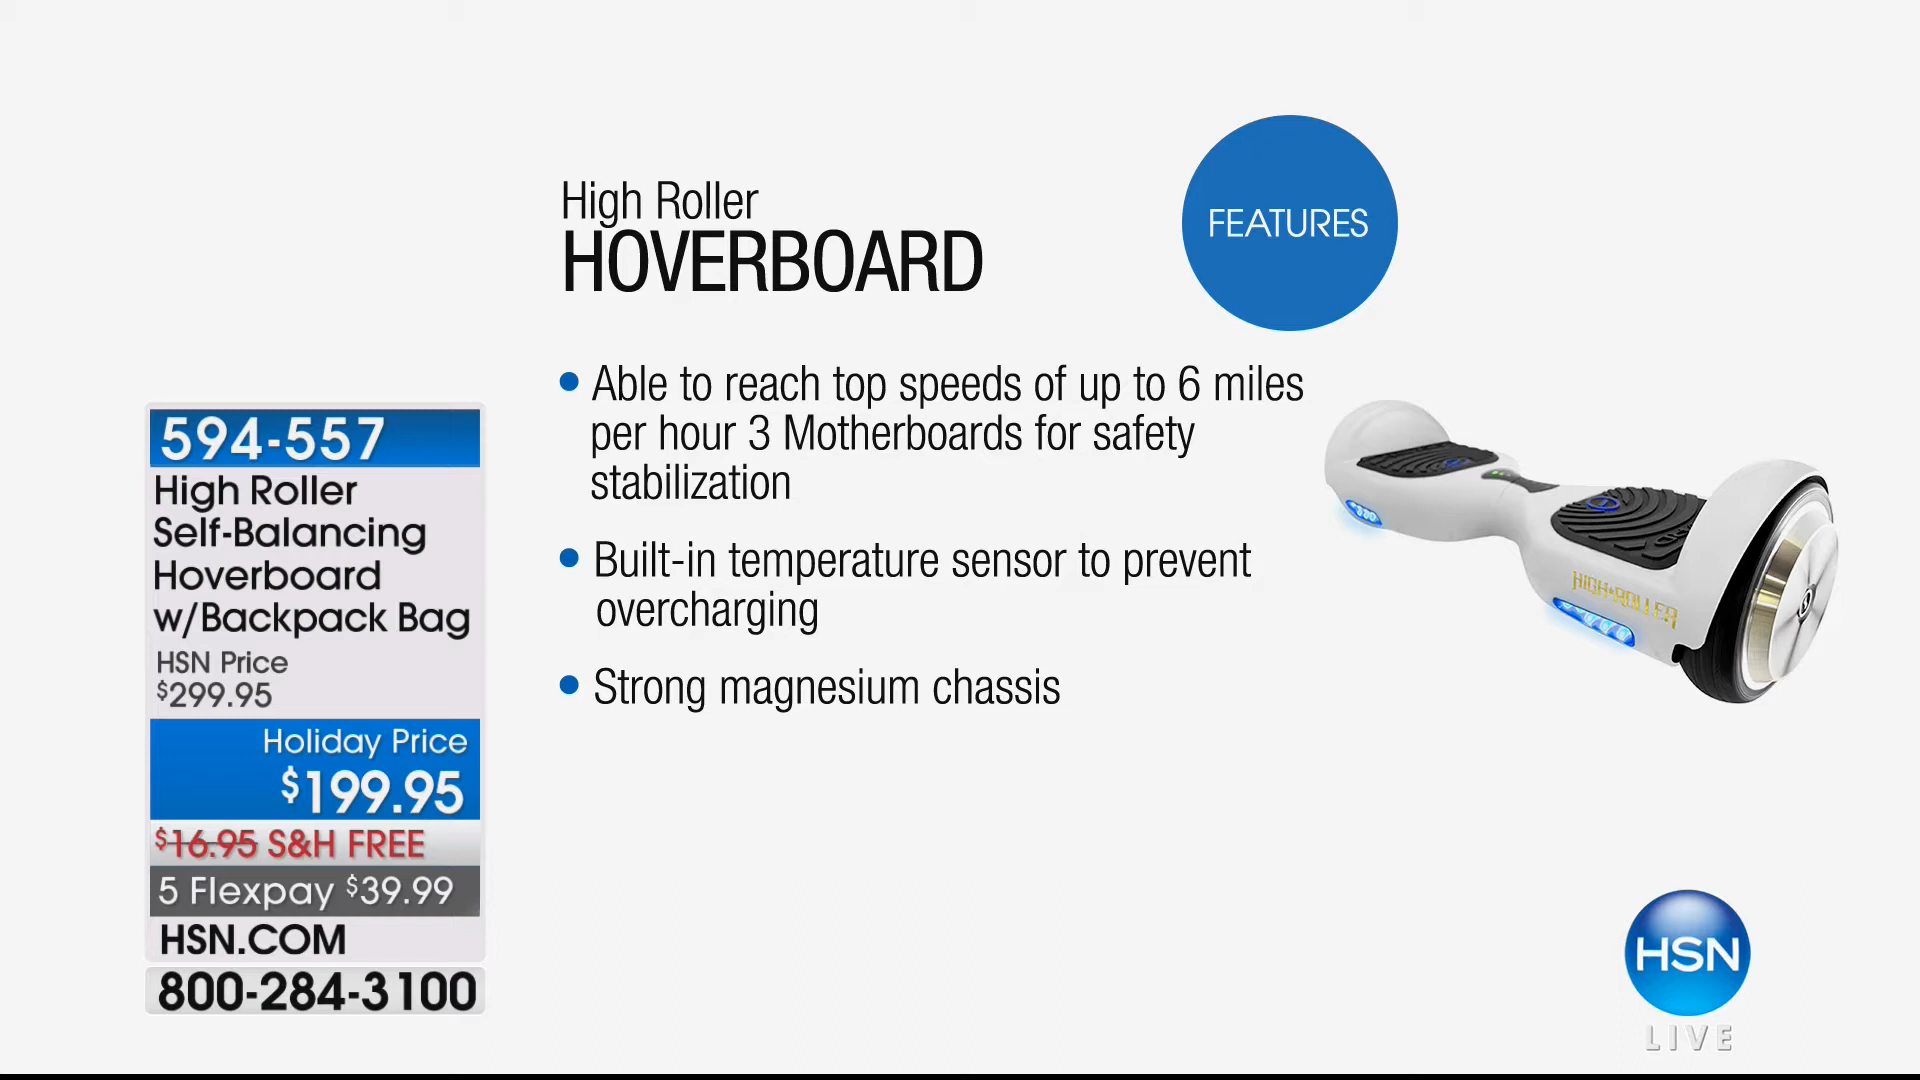 High Roller
HOVERBOARD
FEATURES
• Able to reach top speeds of up to 6 miles
per hour 3 Motherboards for safety
stabilization
• Built-in temperature sensor to prevent
overcharging
• Strong magnesium chassis
594-557
High Roller
Self-Balancing
Hoverboard
w/Backpack Bag
HSN Price
$299.95
Holiday Price
$199.95
$16.95 S&H FREE
5 Flexpay $39.99
HSN.COM
800-284-3100
HIGH ROLLER
HSN
LIVE